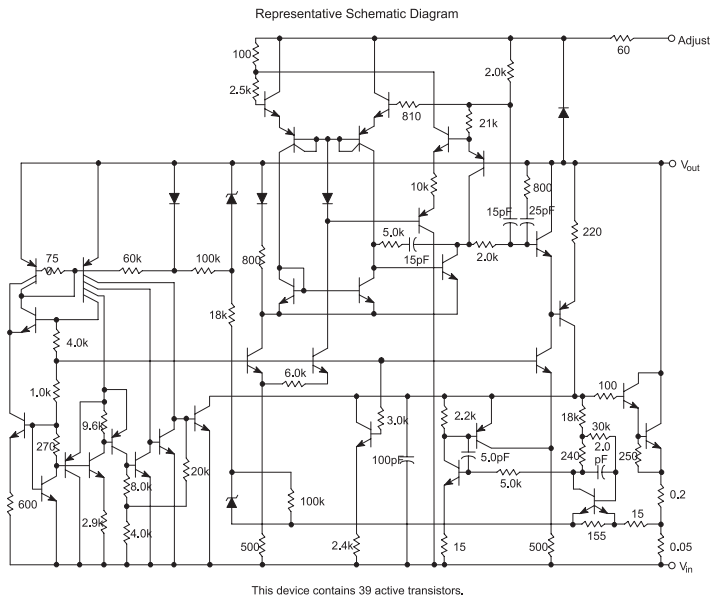 Representative Schematic Diagram
100
2.5k
810
2.0k
60
Adjust
21k
Vout
10k
800
15pF
25pF
220
75
0
60k
100k
800
5.0k
15pF
2.0k
18k
4.0k
1.0k
6.0k
3.0k
100
270
9.6k
2.2k
18k
30k
2.0
pF
240
250
5.0pF
100pF
5.0k
20k
8.0k
100k
0.2
600
2.9k
4.0k
155
15
500
2.4k
15
500
0.05
Vin
This device contains 39 active transistors.